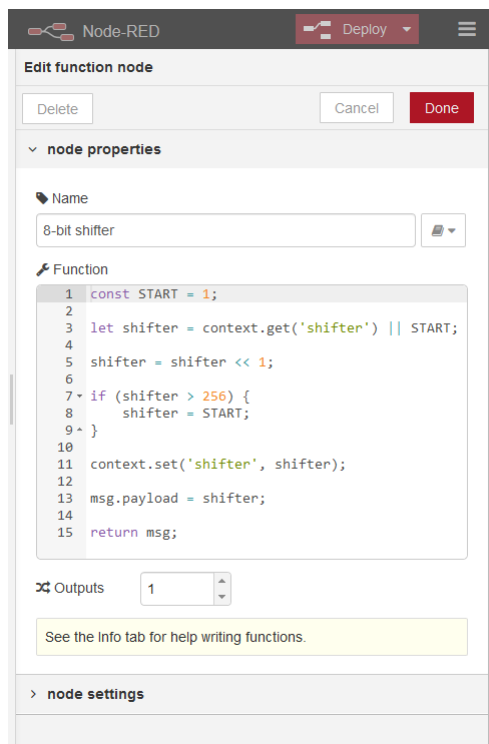 Node-RED
Deploy
Edit function node
Delete
Cancel
Done
node properties
Name
8-bit shifter
Function
1 const START = 1;
2
3 let shifter = context.get('shifter') || START;
4
5 shifter = shifter << 1;
6
7 if (shifter > 256) {
8     shifter = START;
9 }
10
11 context.set('shifter', shifter);
12
13 msg.payload = shifter;
14
15 return msg;
Outputs
1
See the Info tab for help writing functions.
node settings